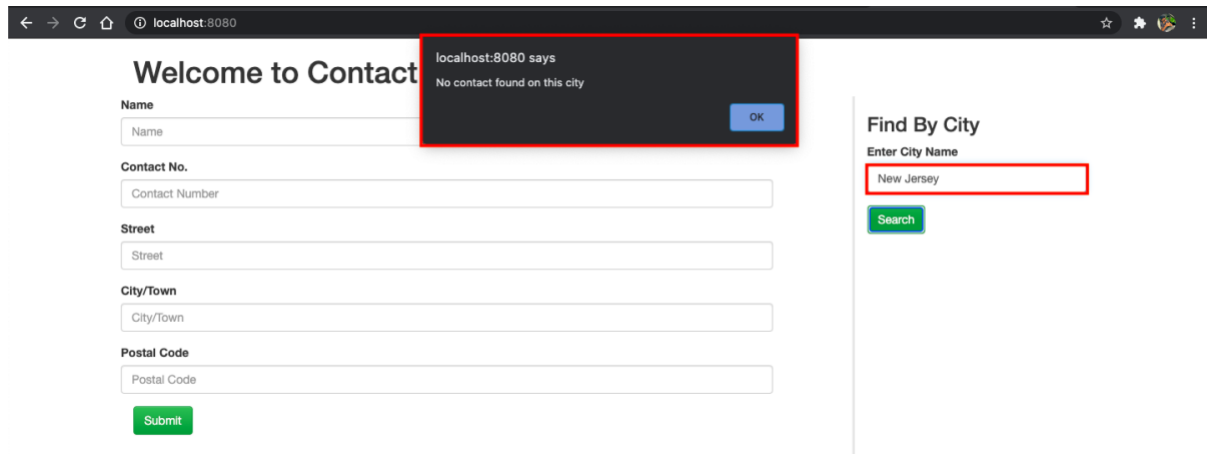 localhost:8080
localhost:8080 says
No contact found on this city
OK
Welcome to Contact
Name
Name
Contact No.
Contact Number
Street
Street
City/Town
City/Town
Postal Code
Postal Code
Submit
Find By City
Enter City Name
New Jersey
Search